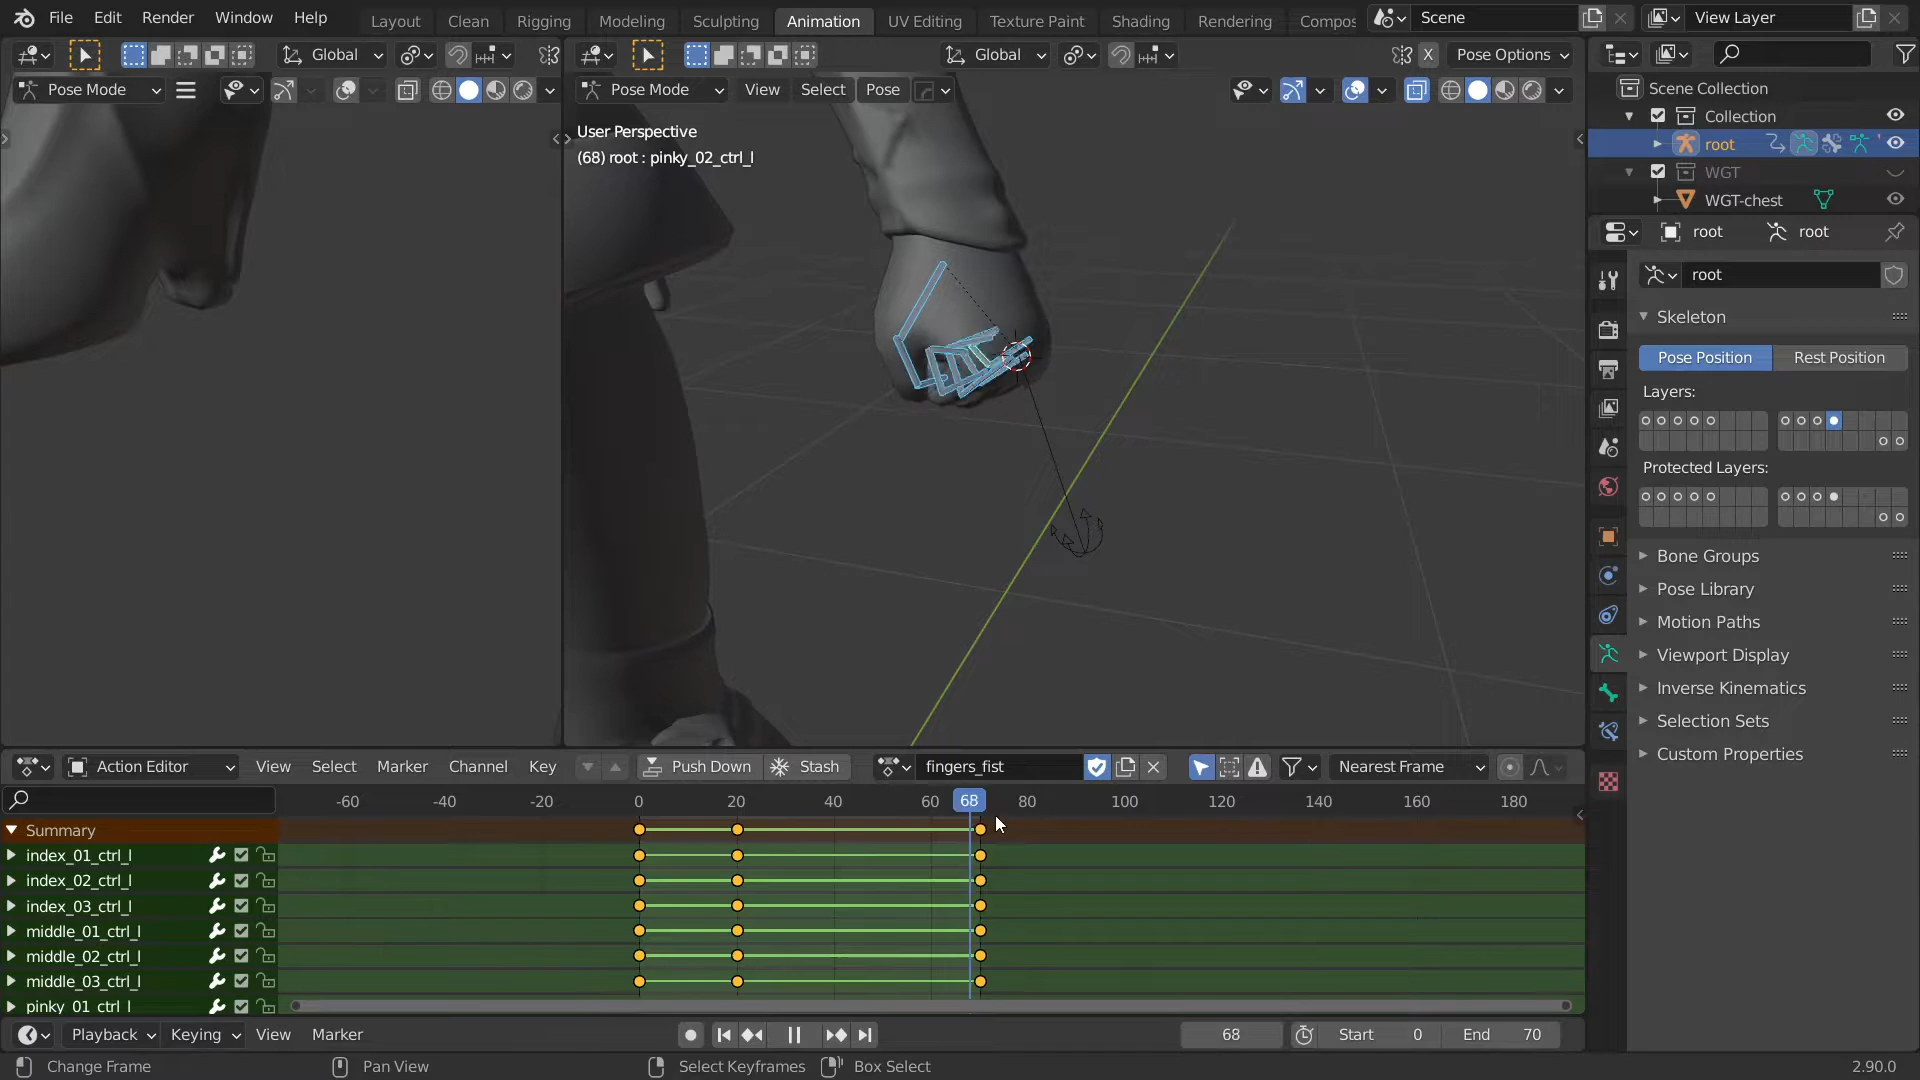 File Edit Render Window Help Layout Clean Rigging Modeling Sculpting Animation UV Editing Texture Paint Shading Rendering Compos Scene View Layer
Global Global X Pose Options
Pose Mode Pose Mode View Select Pose
Scene Collection
Collection
root
WGT
WGT-chest
User Perspective
(68) root : pinky_02_ctrl_l
root root
root
Skeleton
Pose Position Rest Position
Layers:
Protected Layers:
Bone Groups
Pose Library
Motion Paths
Viewport Display
Inverse Kinematics
Selection Sets
Custom Properties
Action Editor View Select Marker Channel Key Push Down Stash fingers_fist Nearest Frame
-60 -40 -20 0 20 40 60 68 80 100 120 140 160 180
Summary
index_01_ctrl_l
index_02_ctrl_l
index_03_ctrl_l
middle_01_ctrl_l
middle_02_ctrl_l
middle_03_ctrl_l
pinky_01_ctrl_l
Playback Keying View Marker 68 Start 0 End 70
Change Frame Pan View Select Keyframes Box Select 2.90.0